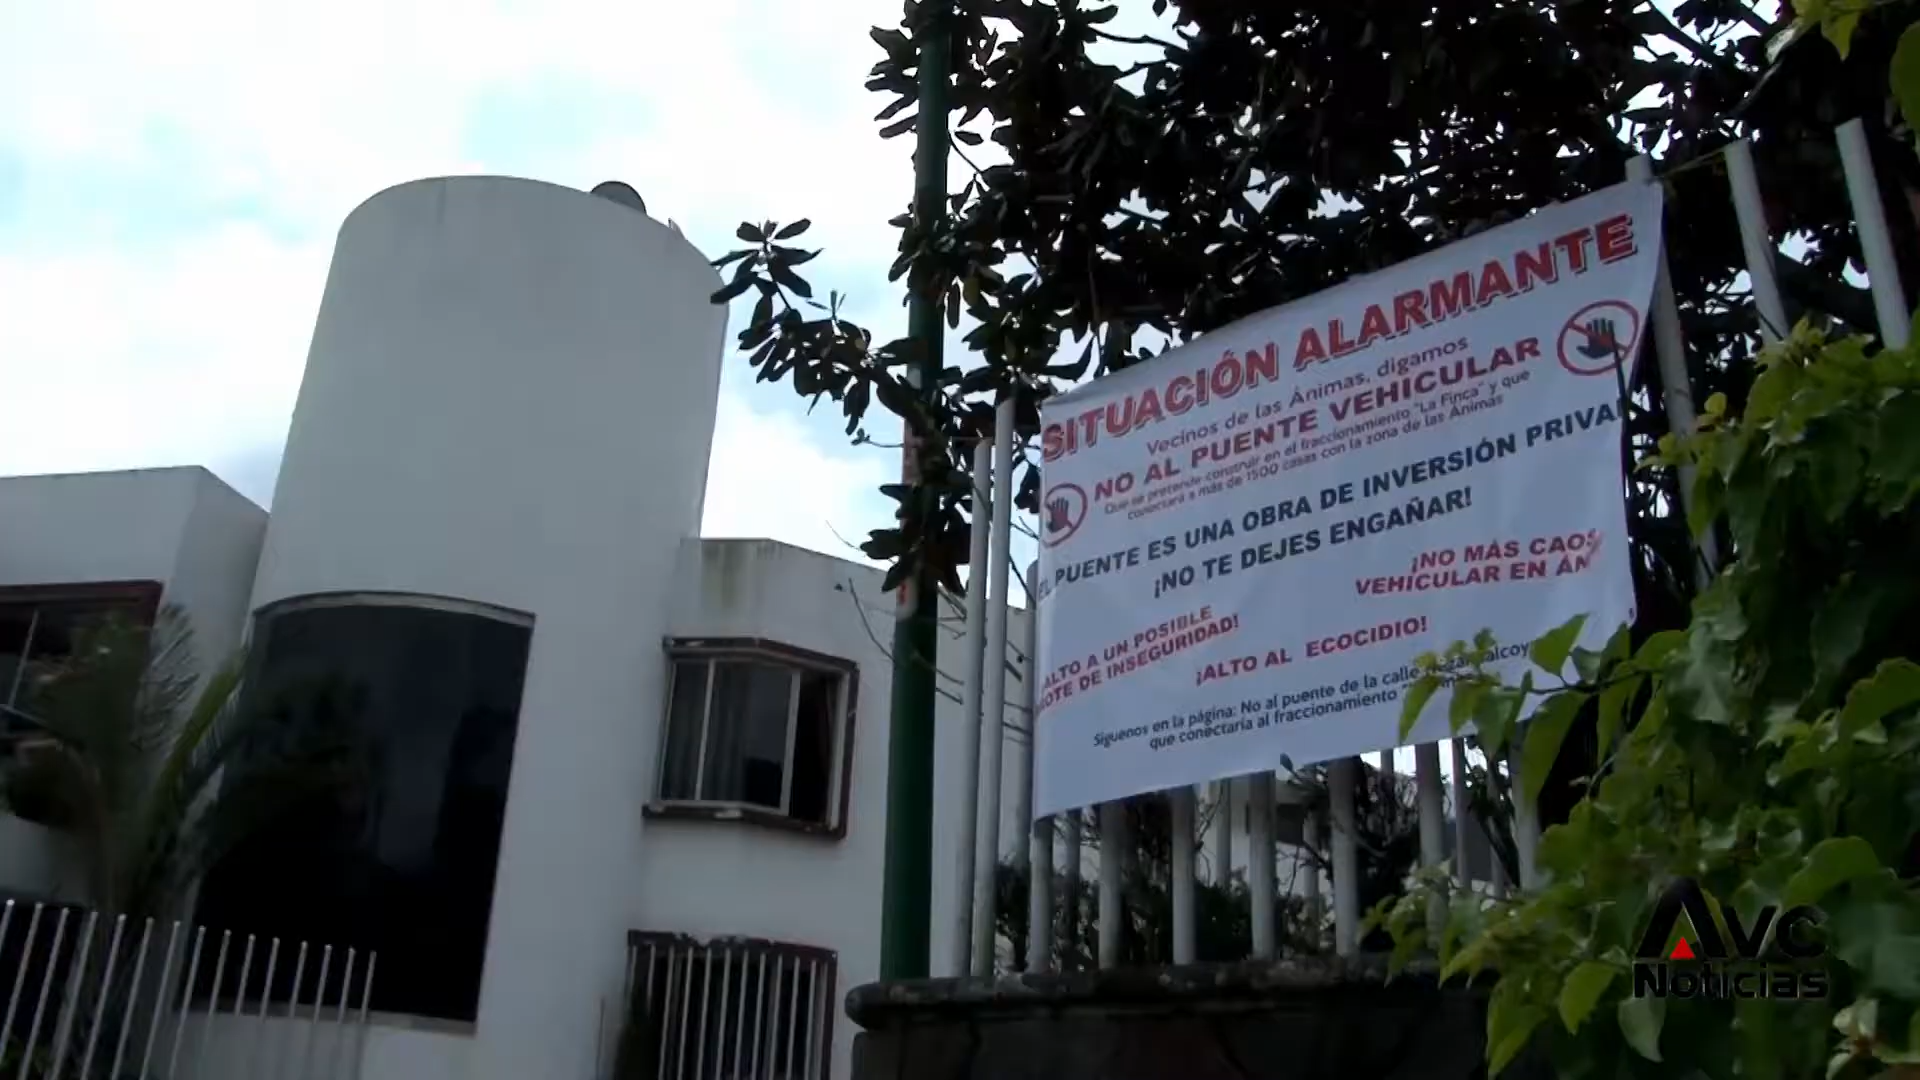 SITUACIÓN ALARMANTE
Vecinos de las Ánimas, digamos
NO AL PUENTE VEHICULAR
Que se pretende construir en el fraccionamiento "La Finca" y que
conectará a más de 1500 casas con la zona de las Ánimas
EL PUENTE ES UNA OBRA DE INVERSIÓN PRIVA
¡NO TE DEJES ENGAÑAR!
¡NO MÁS CAOS
VEHICULAR EN ÁN
ALTO A UN POSIBLE
OTE DE INSEGURIDAD!
¡ALTO AL ECOCIDIO!
Síguenos en la página: No al puente de la calle
que conectaría al fraccionamiento
Avc
Noticias